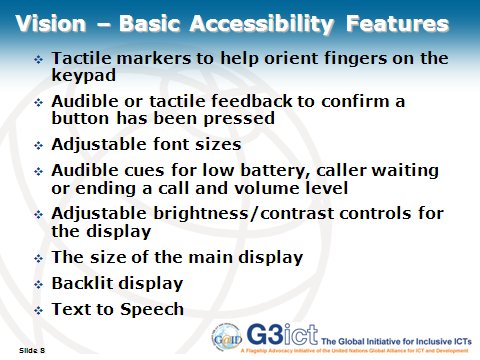 Vision – Basic Accessibility Features
Tactile markers to help orient fingers on the
keypad
Audible or tactile feedback to confirm a
button has been pressed
Adjustable font sizes
Audible cues for low battery, caller waiting
or ending a call and volume level
Adjustable brightness/contrast controls for
the display
The size of the main display
Backlit display
Text to Speech
G@ID
G3ict The Global Initiative for Inclusive ICTs
A Flagship Advocacy Initiative of the United Nations Global Alliance for ICT and Development
Slide 8